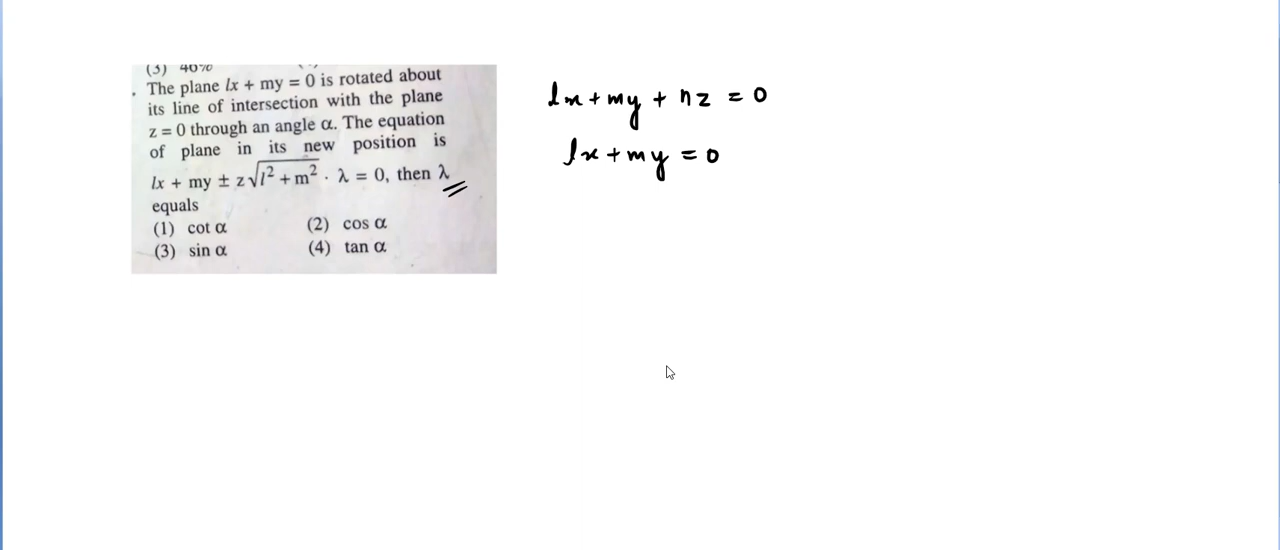 (3) 40%
. The plane lx + my = 0 is rotated about
its line of intersection with the plane
z = 0 through an angle α. The equation
of plane in its new position is
lx + my ± z√l² + m² · λ = 0, then λ
equals
(1) cot α (2) cos α
(3) sin α (4) tan α
lx + my + nz = 0
lx + my = 0